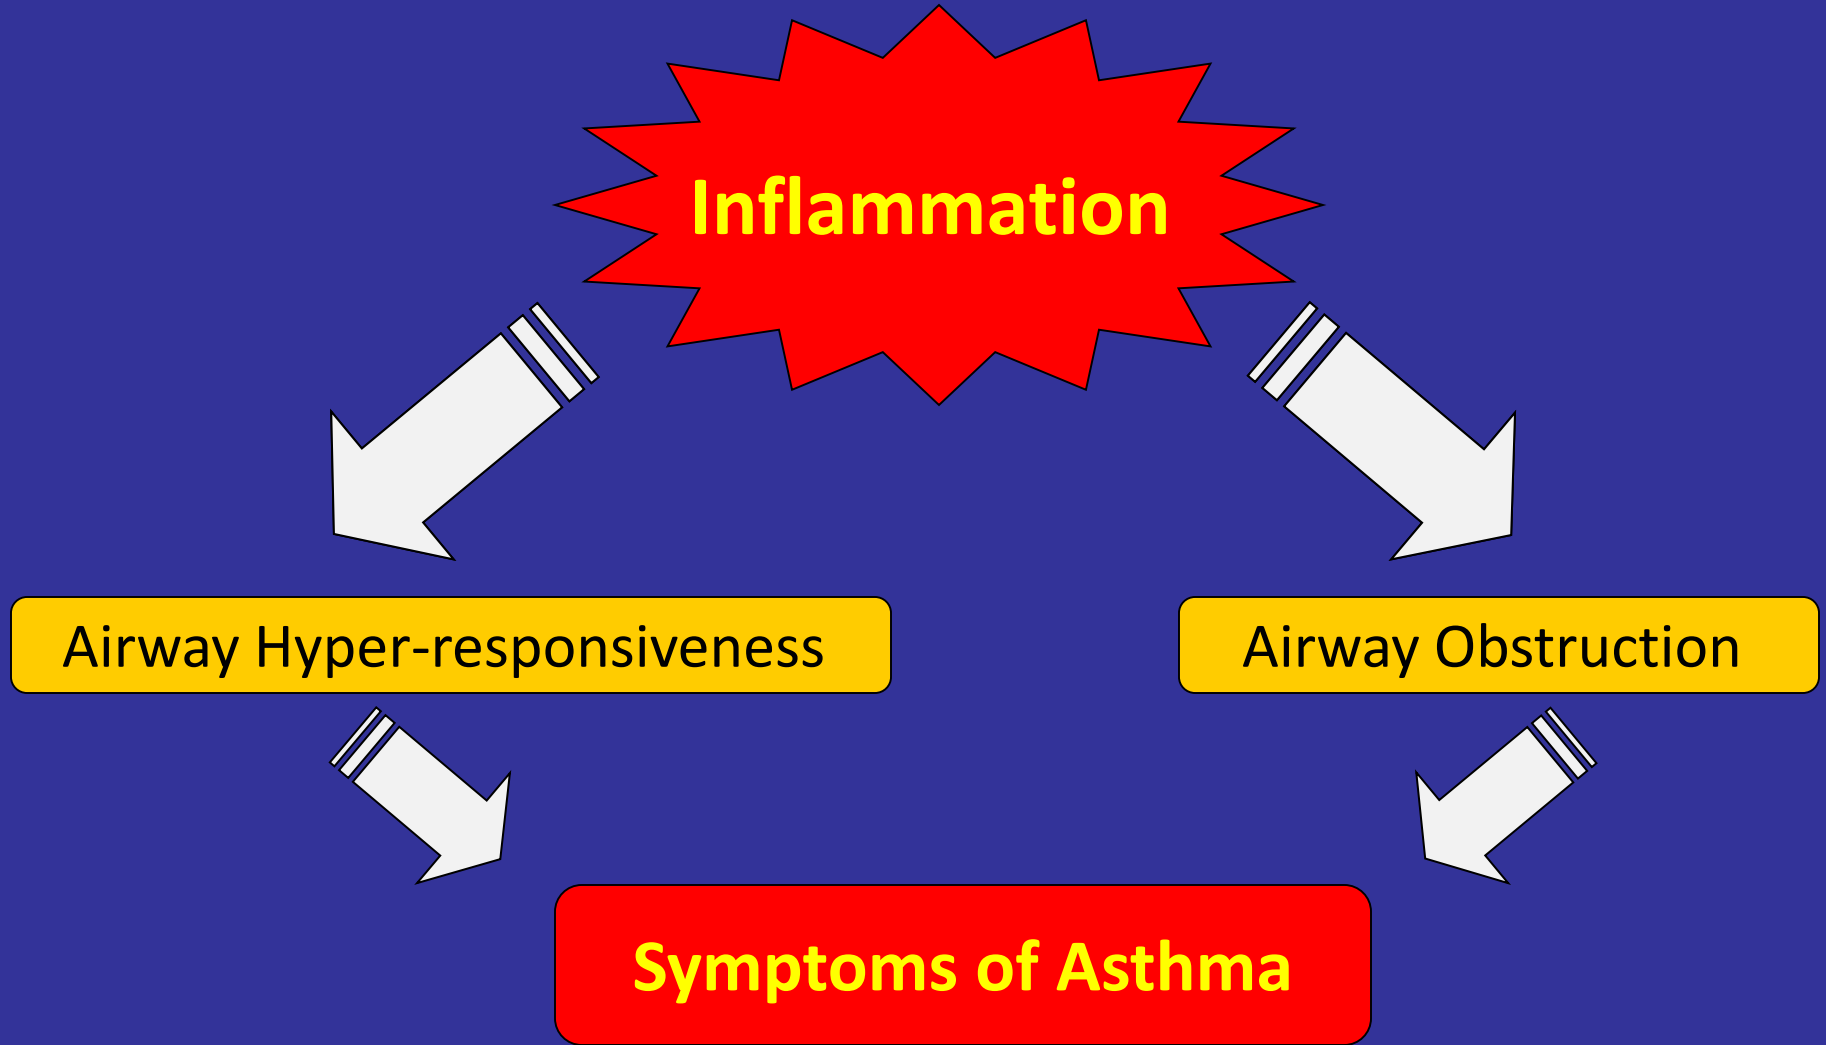 Inflammation
Airway Hyper-responsiveness
Airway Obstruction
Symptoms of Asthma